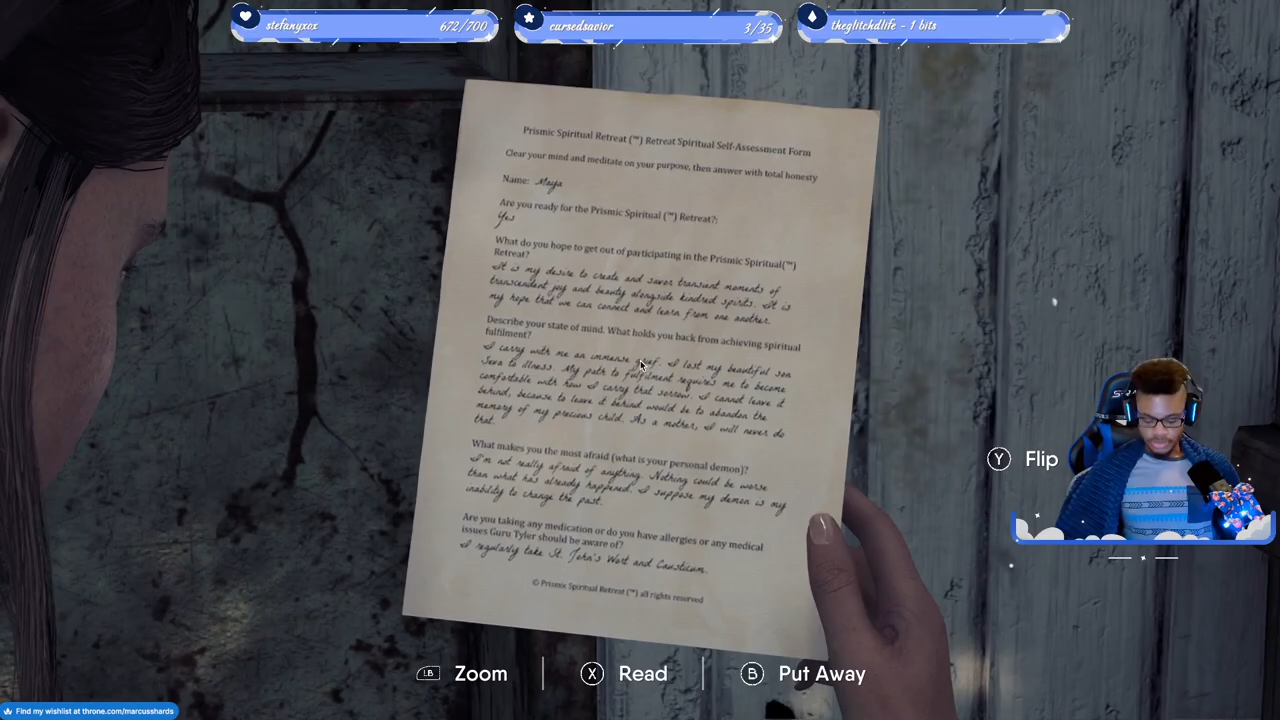 stefanyxox 672/700
cursedsavior 3/35
theglitchdlife - 1 bits
Prismic Spiritual Retreat (™) Retreat Spiritual Self-Assessment Form
Clear your mind and meditate on your purpose, then answer with total honesty
Name: Maya
Are you ready for the Prismic Spiritual (™) Retreat?:
Yes
What do you hope to get out of participating in the Prismic Spiritual(™)
Retreat?
It is my desire to create and savor transient moments of
transcendent joy and beauty alongside kindred spirits. It is
my hope that we can connect and learn from one another.
Describe your state of mind. What holds you back from achieving spiritual
fulfilment?
I carry with me an immense grief. I lost my beautiful son
Seva to illness. My path to fulfilment requires me to become
comfortable with how I carry that sorrow. I cannot leave it
behind, because to leave it behind would be to abandon the
memory of my precious child. As a mother, I will never do
that.
What makes you the most afraid (what is your personal demon)?
I'm not really afraid of anything. Nothing could be worse
than what has already happened. I suppose my demon is my
inability to change the past.
Are you taking any medication or do you have allergies or any medical
issues Guru Tyler should be aware of?
I regularly take St. John's Wort and Causticum.
© Prismic Spiritual Retreat (™) all rights reserved
Y Flip
LB Zoom
X Read
B Put Away
Find my wishlist at throne.com/marcusshards